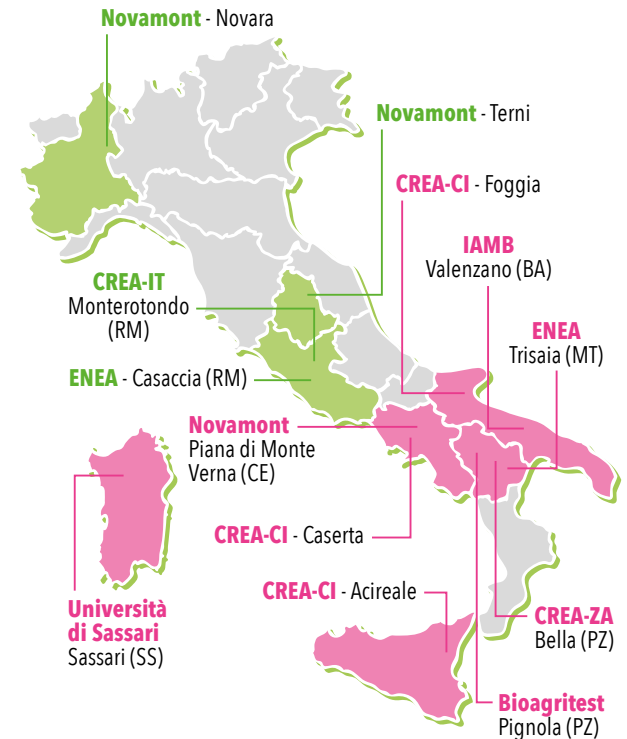 Novamont - Novara
Novamont - Terni
CREA-CI - Foggia
IAMB
Valenzano (BA)
CREA-IT
Monterotondo
(RM)
ENEA
Trisaia (MT)
ENEA - Casaccia (RM)
Novamont
Piana di Monte
Verna (CE)
CREA-CI - Caserta
CREA-CI - Acireale
Università
di Sassari
Sassari (SS)
CREA-ZA
Bella (PZ)
Bioagritest
Pignola (PZ)